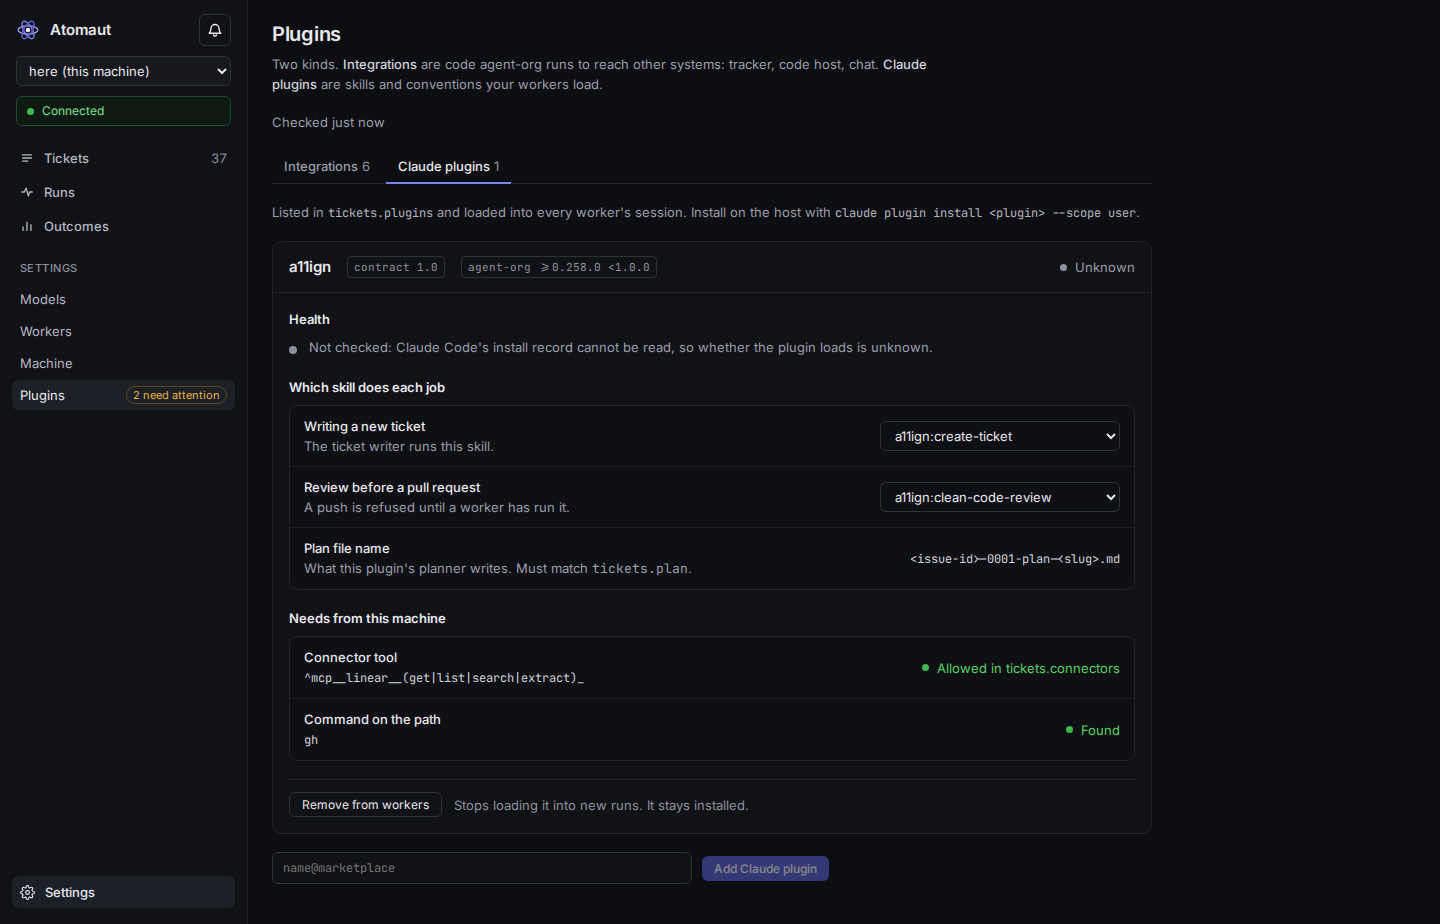 Atomaut
here (this machine)
Connected
Tickets 37
Runs
Outcomes
SETTINGS
Models
Workers
Machine
Plugins 2 need attention
Settings
Plugins
Two kinds. Integrations are code agent-org runs to reach other systems: tracker, code host, chat. Claude
plugins are skills and conventions your workers load.
Checked just now
Integrations 6 Claude plugins 1
Listed in tickets.plugins and loaded into every worker's session. Install on the host with claude plugin install <plugin> --scope user.
a11ign contract 1.0 agent-org >=0.258.0 <1.0.0 Unknown
Health
Not checked: Claude Code's install record cannot be read, so whether the plugin loads is unknown.
Which skill does each job
Writing a new ticket
The ticket writer runs this skill.
a11ign:create-ticket
Review before a pull request
A push is refused until a worker has run it.
a11ign:clean-code-review
Plan file name
What this plugin's planner writes. Must match tickets.plan.
<issue-id>-0001-plan-<slug>.md
Needs from this machine
Connector tool
^mcp__linear__(get|list|search|extract)_
Allowed in tickets.connectors
Command on the path
gh
Found
Remove from workers Stops loading it into new runs. It stays installed.
name@marketplace Add Claude plugin